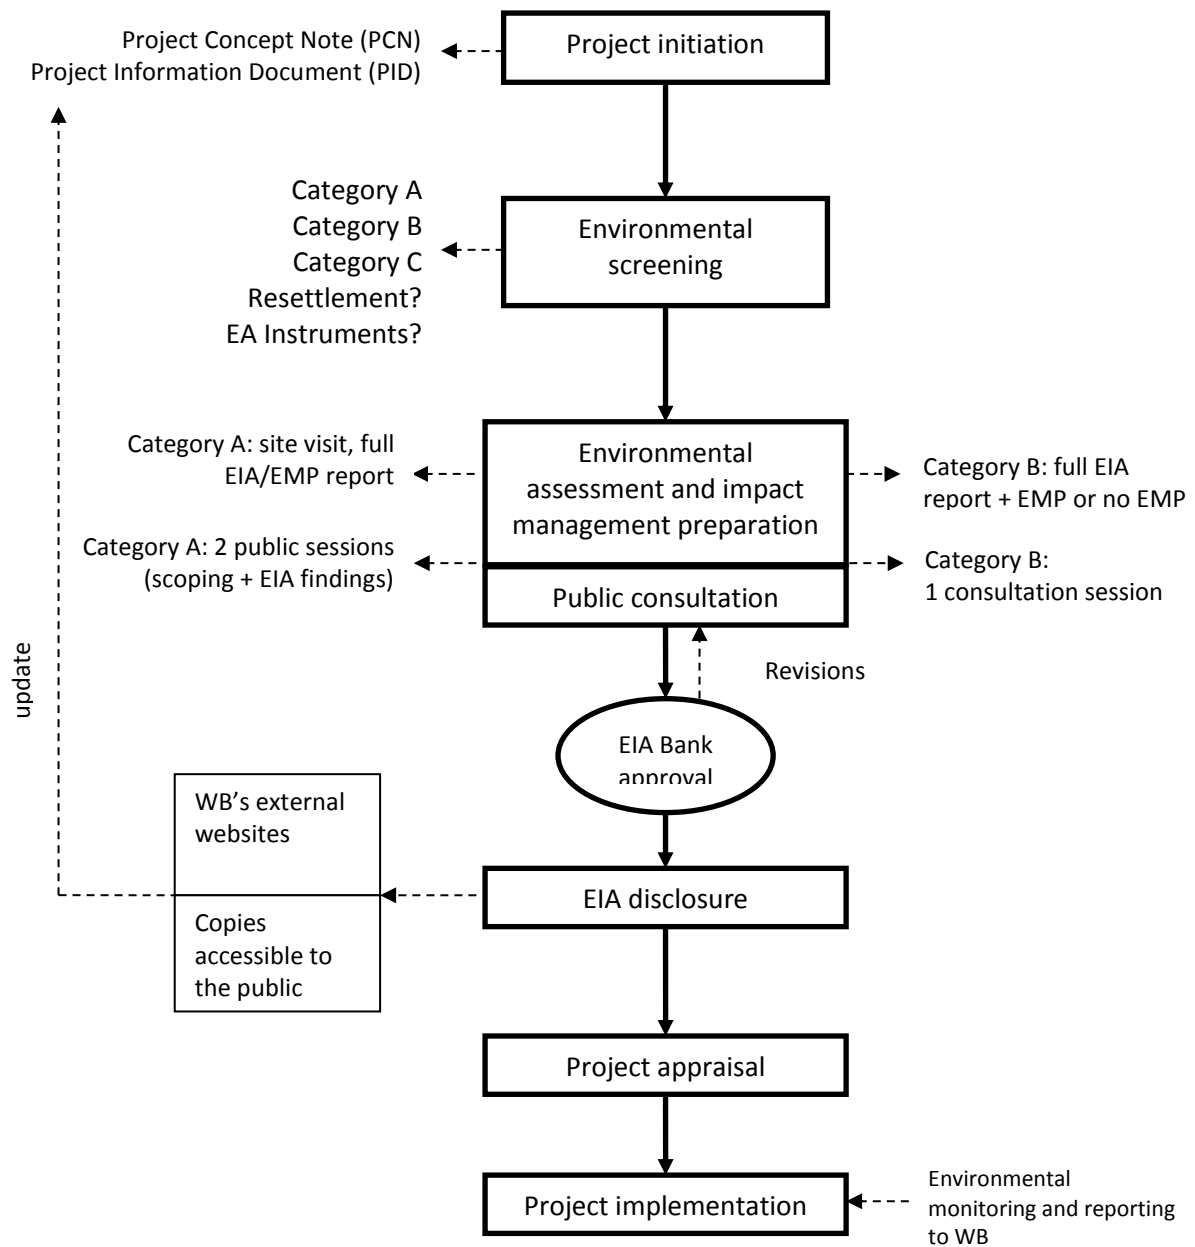 Project initiation
Project Concept Note (PCN)
Project Information Document (PID)
Category A
Category B
Category C
Resettlement?
EA Instruments?
Environmental
screening
Category A: site visit, full
EIA/EMP report
Environmental
assessment and impact
management preparation
Category B: full EIA
report + EMP or no EMP
Category A: 2 public sessions
(scoping + EIA findings)
Category B:
1 consultation session
Public consultation
Revisions
update
EIA Bank
approval
WB's external
websites
EIA disclosure
Copies
accessible to
the public
Project appraisal
Project implementation
Environmental
monitoring and reporting
to WB